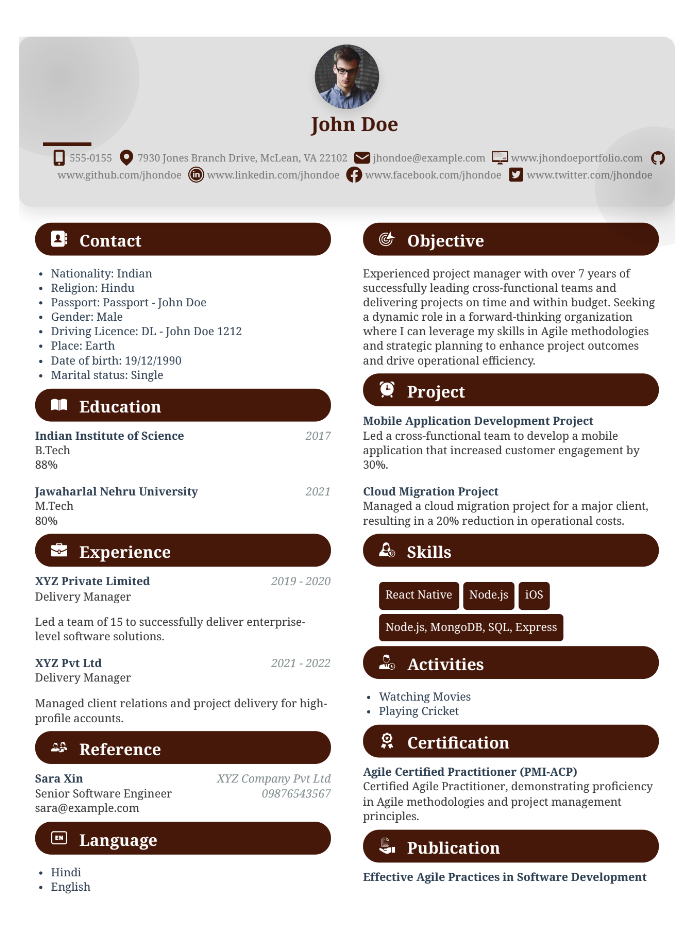 John Doe
555-0155 7930 Jones Branch Drive, McLean, VA 22102 jhondoe@example.com www.jhondoeportfolio.com
www.github.com/jhondoe www.linkedin.com/jhondoe www.facebook.com/jhondoe www.twitter.com/jhondoe
Contact
• Nationality: Indian
• Religion: Hindu
• Passport: Passport - John Doe
• Gender: Male
• Driving Licence: DL - John Doe 1212
• Place: Earth
• Date of birth: 19/12/1990
• Marital status: Single
Education
Indian Institute of Science 2017
B.Tech
88%
Jawaharlal Nehru University 2021
M.Tech
80%
Experience
XYZ Private Limited 2019 - 2020
Delivery Manager
Led a team of 15 to successfully deliver enterprise-
level software solutions.
XYZ Pvt Ltd 2021 - 2022
Delivery Manager
Managed client relations and project delivery for high-
profile accounts.
Reference
Sara Xin XYZ Company Pvt Ltd
Senior Software Engineer 09876543567
sara@example.com
EN
Language
• Hindi
• English
Objective
Experienced project manager with over 7 years of
successfully leading cross-functional teams and
delivering projects on time and within budget. Seeking
a dynamic role in a forward-thinking organization
where I can leverage my skills in Agile methodologies
and strategic planning to enhance project outcomes
and drive operational efficiency.
Project
Mobile Application Development Project
Led a cross-functional team to develop a mobile
application that increased customer engagement by
30%.
Cloud Migration Project
Managed a cloud migration project for a major client,
resulting in a 20% reduction in operational costs.
Skills
React Native Node.js iOS
Node.js, MongoDB, SQL, Express
Activities
• Watching Movies
• Playing Cricket
Certification
Agile Certified Practitioner (PMI-ACP)
Certified Agile Practitioner, demonstrating proficiency
in Agile methodologies and project management
principles.
Publication
Effective Agile Practices in Software Development